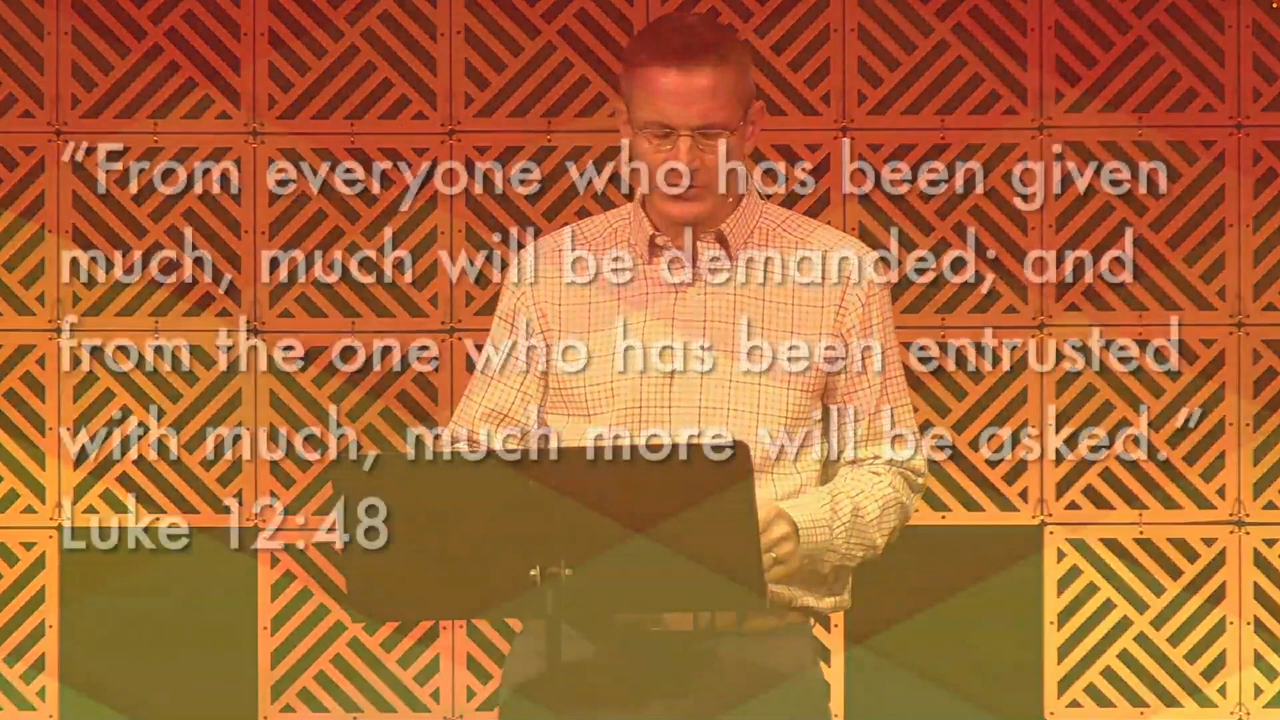 “From everyone who has been given
much, much will be demanded; and
from the one who has been entrusted
with much, much more will be asked.”
Luke 12:48